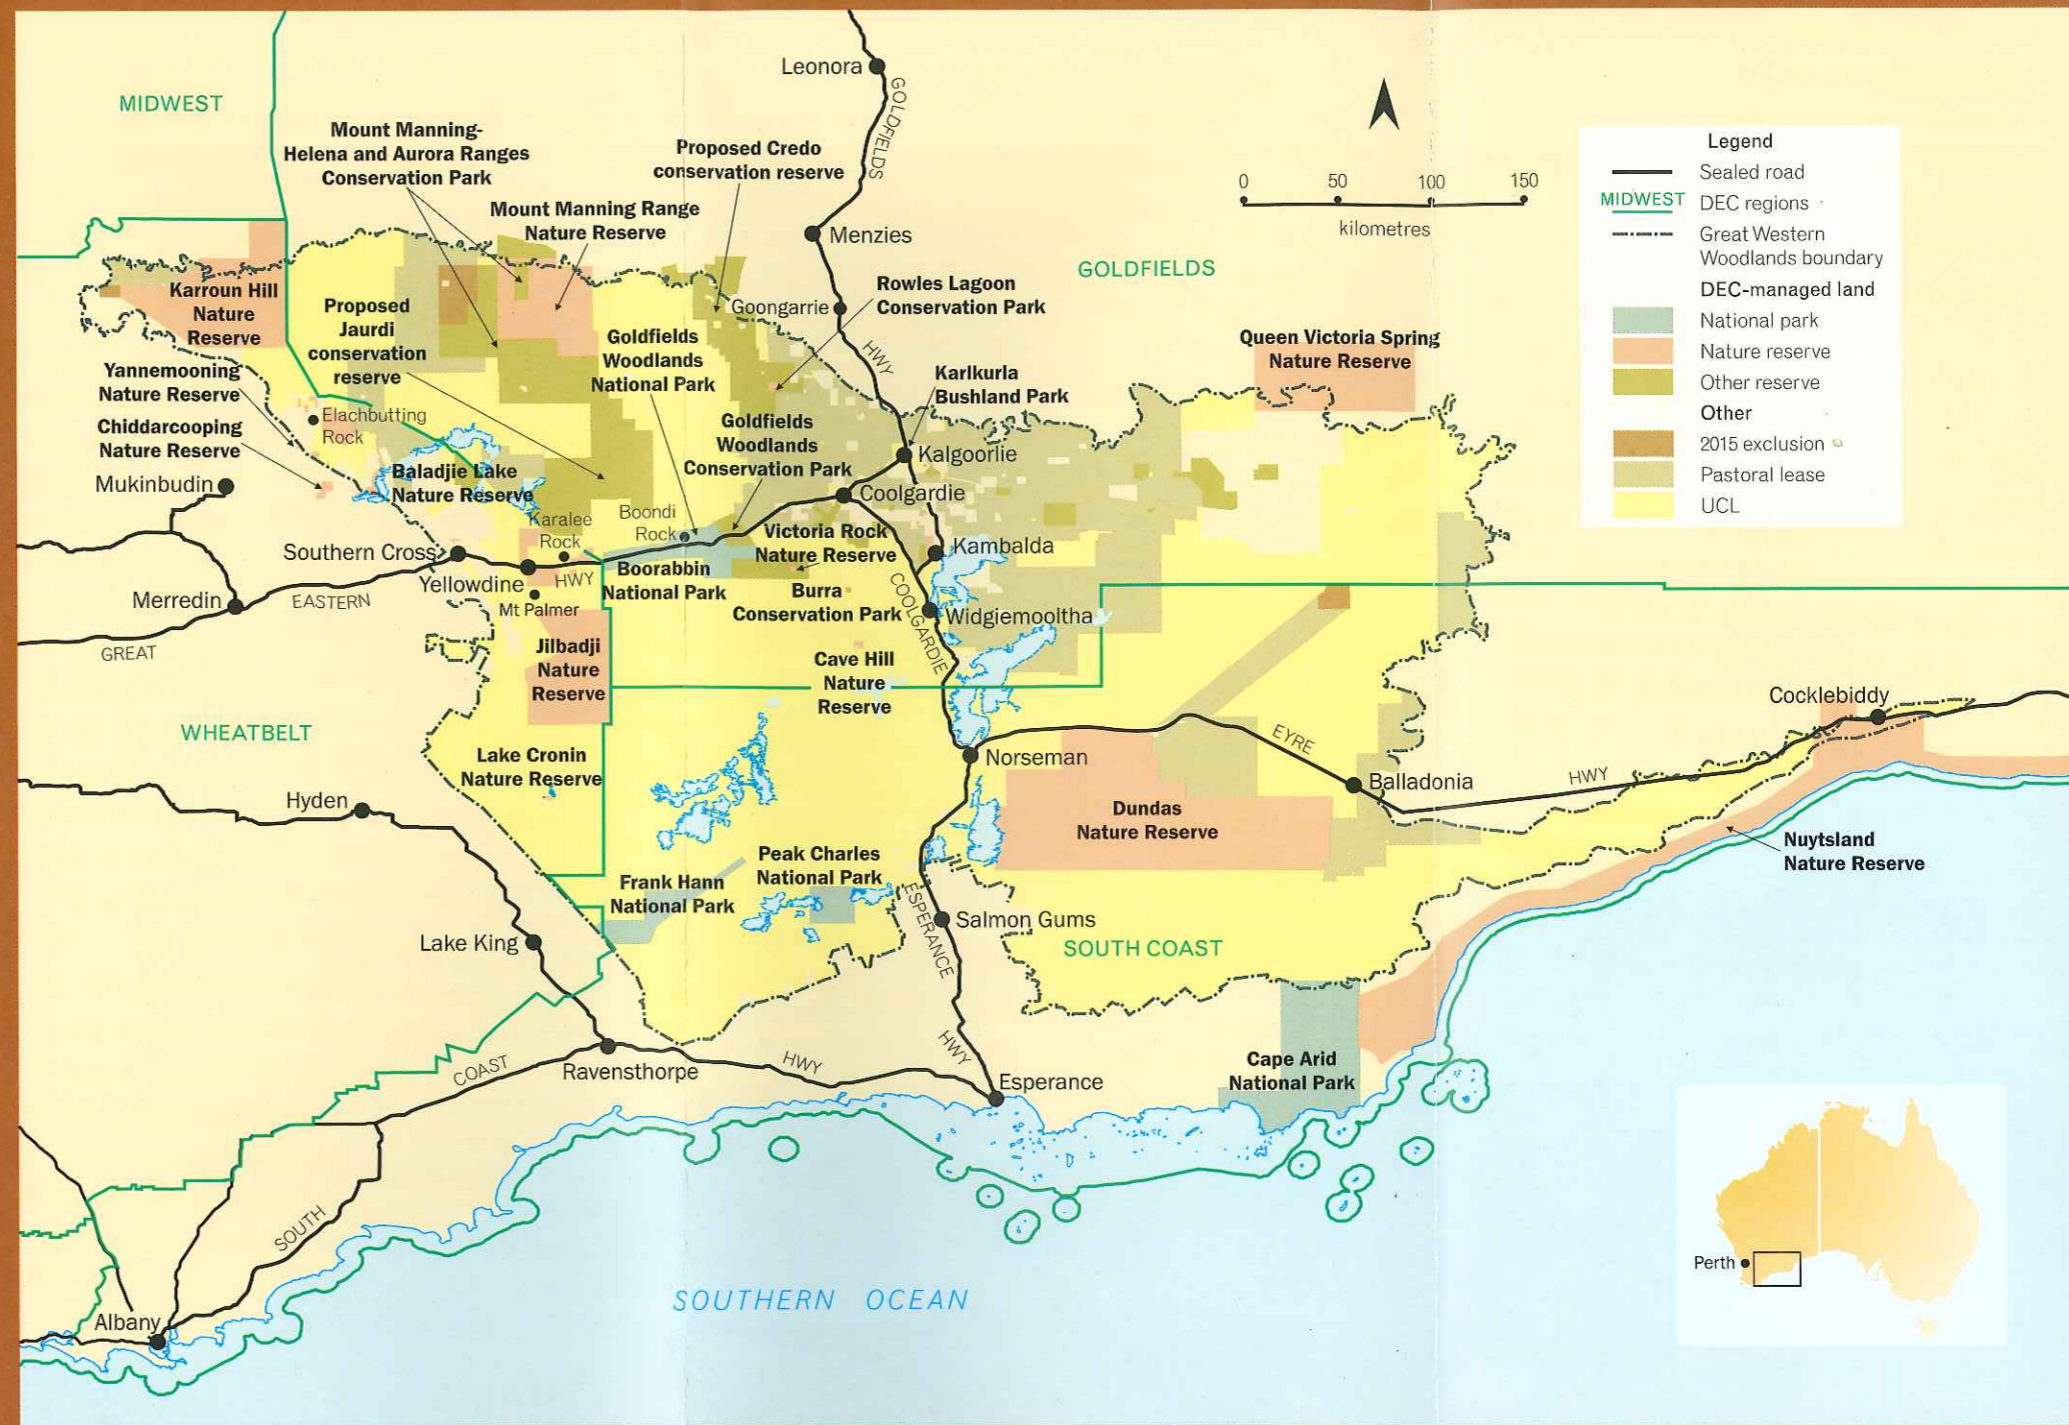 Leonora
MIDWEST
GOLDFIELDS
Mount Manning-
Helena and Aurora Ranges
Conservation Park
Proposed Credo
conservation reserve
Mount Manning Range
Nature Reserve
Menzies
GOLDFIELDS
0 50 100 150
kilometres
Legend
Sealed road
MIDWEST DEC regions
Great Western
Woodlands boundary
DEC-managed land
National park
Nature reserve
Other reserve
Other
2015 exclusion
Pastoral lease
UCL
Karroun Hill
Nature
Reserve
Proposed
Jaurdi
conservation
reserve
Goongarrie
Rowles Lagoon
Conservation Park
HWY
Goldfields
Woodlands
National Park
Queen Victoria Spring
Nature Reserve
Yannemooning
Nature Reserve
Karlkurla
Bushland Park
Elachbutting
Rock
Chiddarcooping
Nature Reserve
Goldfields
Woodlands
Conservation Park
Kalgoorlie
Baladjie Lake
Nature Reserve
Mukinbudin
Coolgardie
Karalee
Rock
Boondi
Rock
Victoria Rock
Nature Reserve
Southern Cross
Kambalda
Yellowdine
HWY
Boorabbin
National Park
Burra
Conservation Park
COOLGARDIE
Merredin
EASTERN
Mt Palmer
Widgiemooltha
GREAT
Jilbadji
Nature
Reserve
Cave Hill
Nature
Reserve
Cocklebiddy
WHEATBELT
Lake Cronin
Nature Reserve
Norseman
EYRE
Balladonia
HWY
Hyden
Dundas
Nature Reserve
Nuytsland
Nature Reserve
Peak Charles
National Park
Frank Hann
National Park
ESPERANCE
Salmon Gums
Lake King
SOUTH COAST
HWY
Cape Arid
National Park
COAST
Ravensthorpe
HWY
Esperance
SOUTH
Perth
SOUTHERN OCEAN
Albany